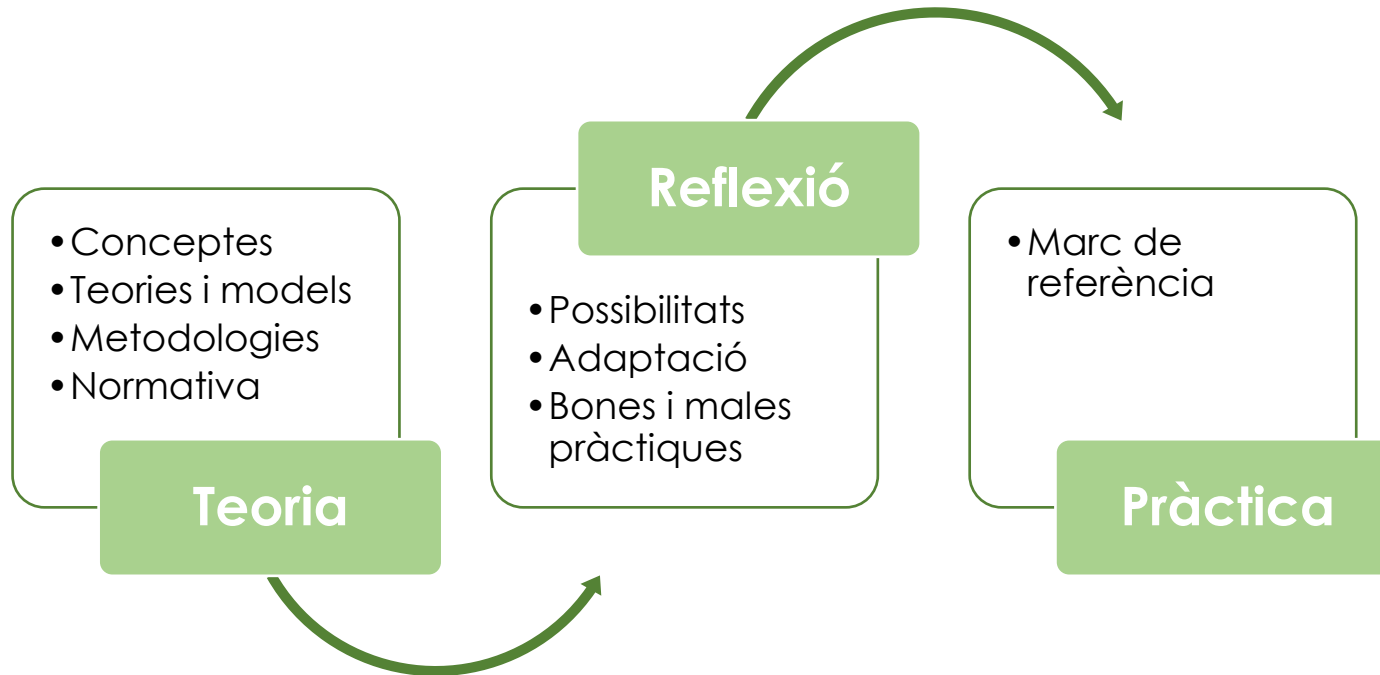 •Conceptes
•Teories i models
•Metodologies
•Normativa
Teoria
Reflexió
•Possibilitats
•Adaptació
•Bones i males
pràctiques
•Marc de
referència
Pràctica